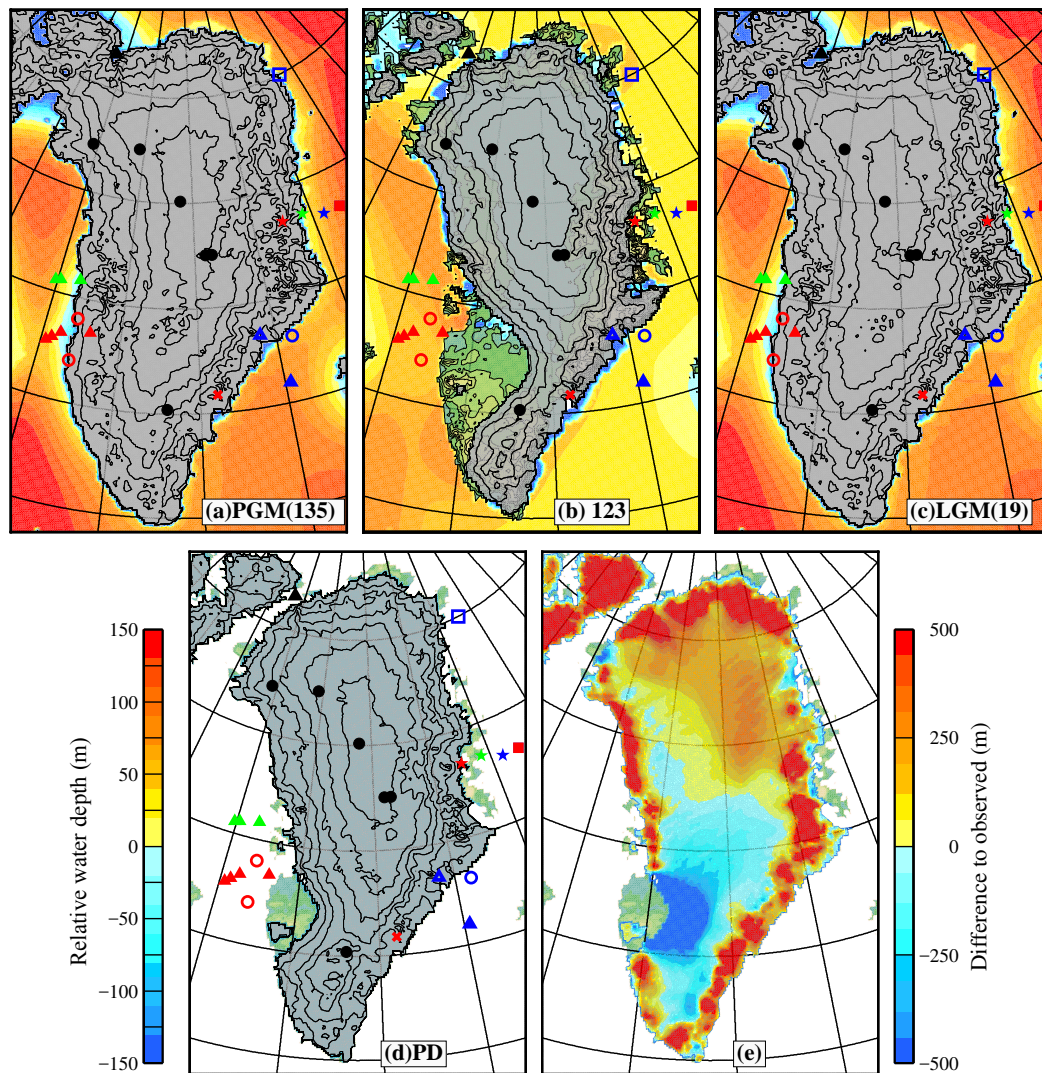 (a)PGM(135)
(b) 123
(c)LGM(19)
150
100
50
0
−50
−100
−150
Relative water depth (m)
(d)PD
(e)
500
250
0
−250
−500
Difference to observed (m)